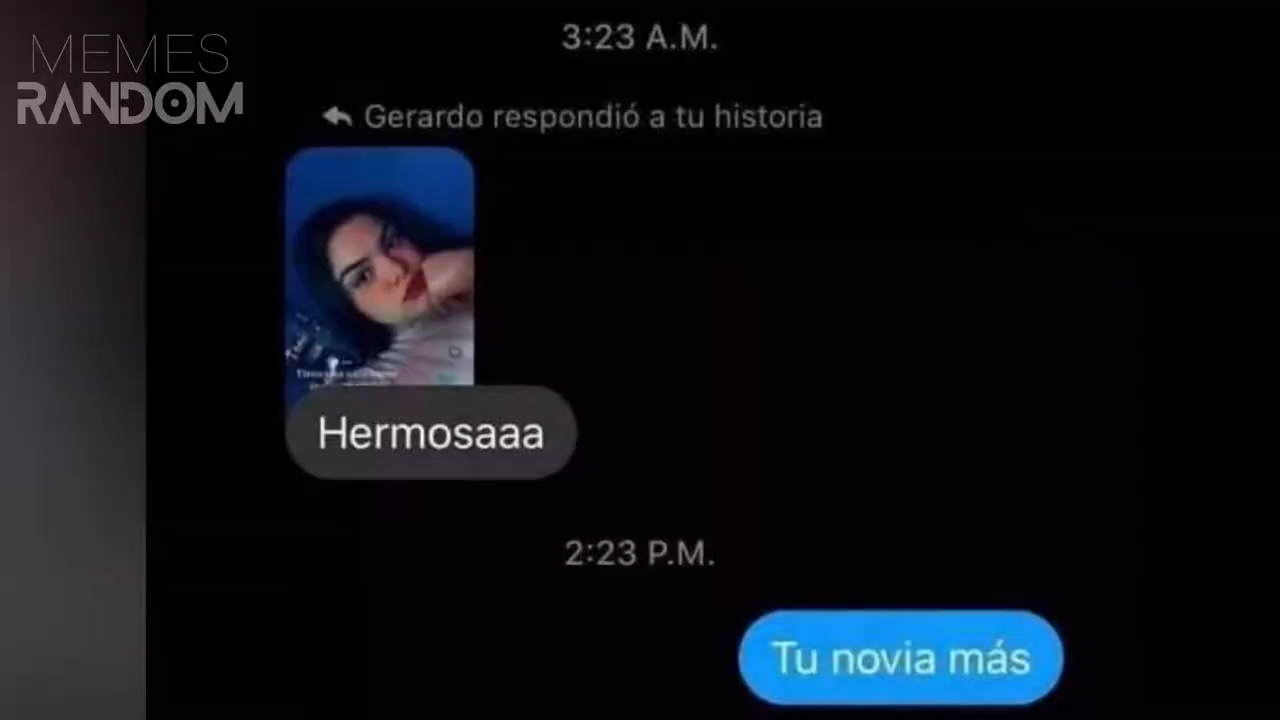 MEMES
RANDOM
3:23 A.M.
Gerardo respondió a tu historia
Hermosaaa
2:23 P.M.
Tu novia más